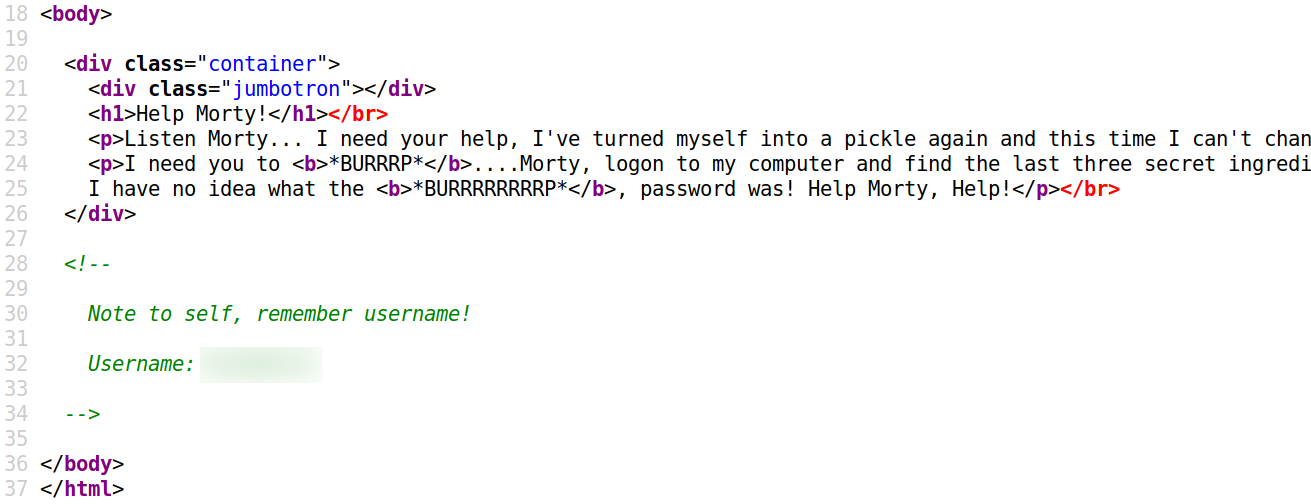 18 <body>
19
20 <div class="container">
21 <div class="jumbotron"></div>
22 <h1>Help Morty!</h1></br>
23 <p>Listen Morty... I need your help, I've turned myself into a pickle again and this time I can't chan
24 <p>I need you to <b>*BURRRP*</b>....Morty, logon to my computer and find the last three secret ingredi
25 I have no idea what the <b>*BURRRRRRRRP*</b>, password was! Help Morty, Help!</p></br>
26 </div>
27
28 <!--
29
30 Note to self, remember username!
31
32 Username:
33
34 -->
35
36 </body>
37 </html>